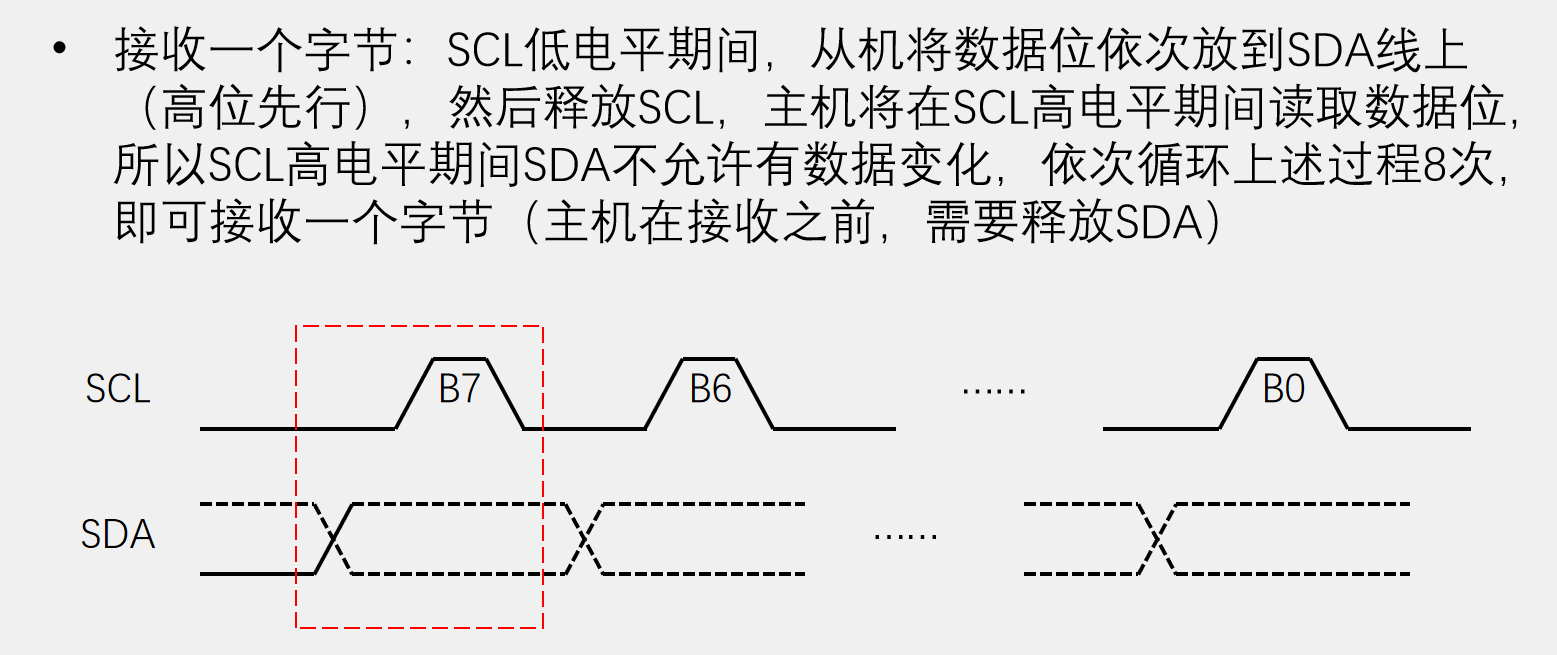 • 接收一个字节：SCL低电平期间，从机将数据位依次放到SDA线上
（高位先行），然后释放SCL，主机将在SCL高电平期间读取数据位，
所以SCL高电平期间SDA不允许有数据变化，依次循环上述过程8次，
即可接收一个字节（主机在接收之前，需要释放SDA）
SCL B7 B6 …… B0
SDA ……